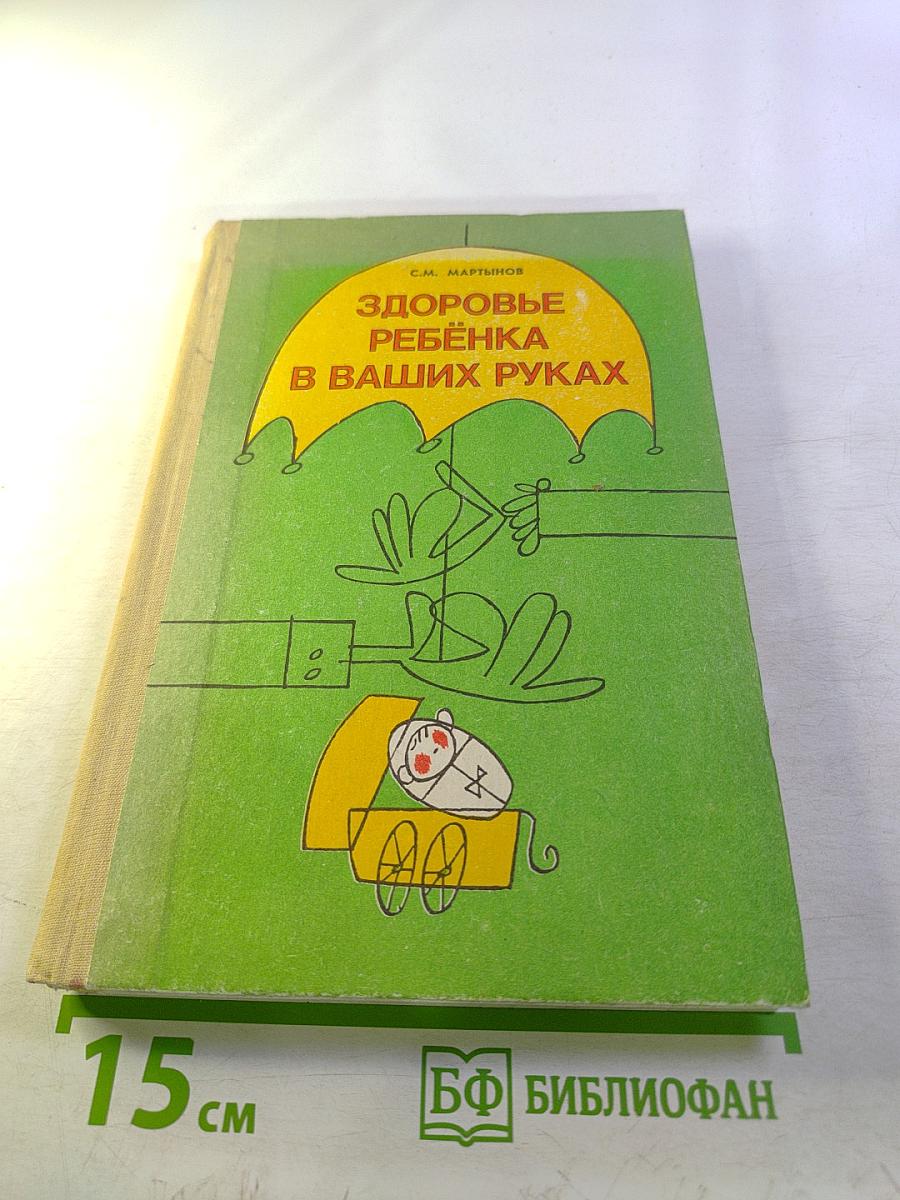 С.М. МАРТЫНОВ
ЗДОРОВЬЕ
РЕБЁНКА
В ВАШИХ РУКАХ
15 см
БФ БИБЛИОФАН